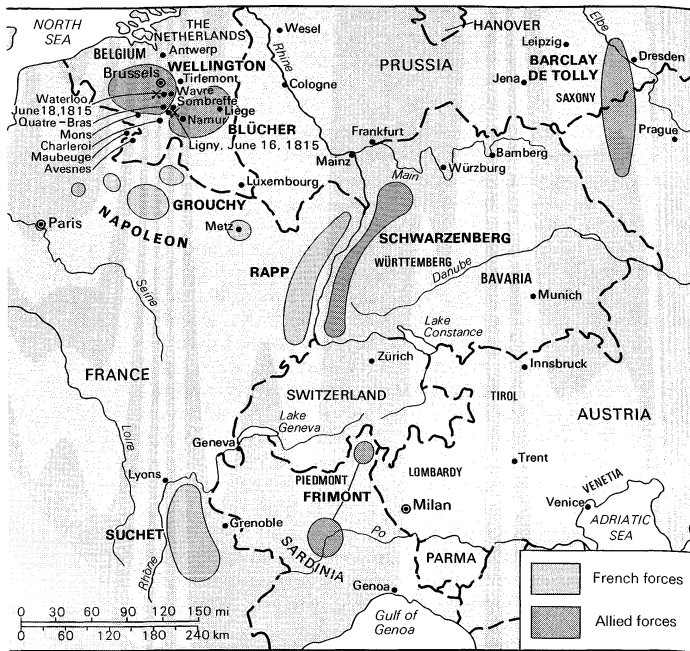 NORTH
SEA
THE
NETHERLANDS
Wesel
Rhine
HANOVER
Elbe
Leipzig
BELGIUM
Antwerp
WELLINGTON
Brussels
Tirlemont
Wavre
Sombreffe
Waterloo,
June 18, 1815
Quatre-Bras
Mons
Charleroi
Maubeuge
Avesnes
Liège
Namur
BLÜCHER
Ligny, June 16, 1815
Cologne
PRUSSIA
BARCLAY
DE TOLLY
Dresden
Jena
SAXONY
Prague
Frankfurt
Mainz
Main
Bamberg
Würzburg
Luxembourg
GROUCHY
NAPOLEON
Paris
Metz
RAPP
SCHWARZENBERG
WÜRTTEMBERG
Danube
BAVARIA
Munich
Seine
Lake
Constance
Zürich
Innsbruck
FRANCE
SWITZERLAND
TIROL
AUSTRIA
Lake
Geneva
Geneva
Loire
Lyons
PIEDMONT
FRIMONT
LOMBARDY
Trent
VENETIA
Venice
Milan
ADRIATIC
SEA
SUCHET
Grenoble
Po
SARDINIA
PARMA
Rhône
Genoa
Gulf of
Genoa
0 30 60 90 120 150 mi
0 60 120 180 240 km
French forces
Allied forces